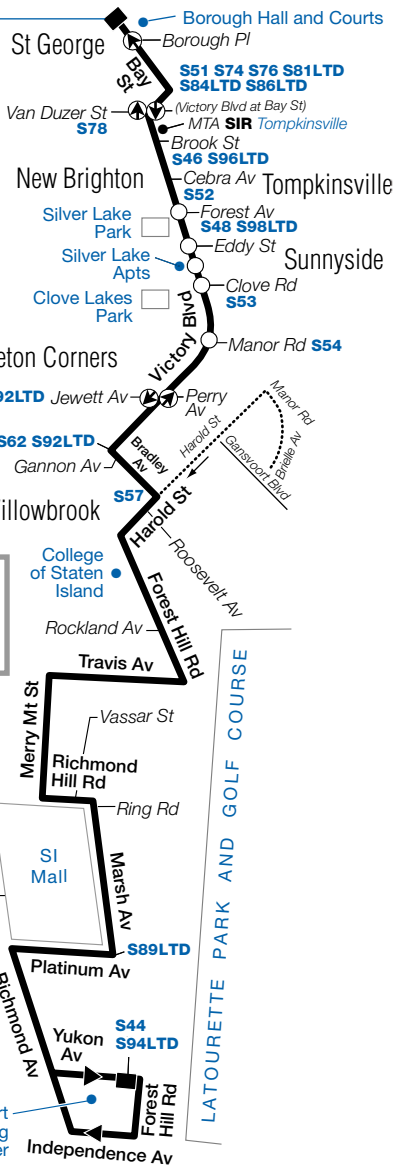 Borough Hall and Courts
St George
Borough Pl
Bay St
S51 S74 S76 S81LTD
S84LTD S86LTD
Van Duzer St
(Victory Blvd at Bay St)
S78
MTA SIR Tompkinsville
Brook St
S46 S96LTD
New Brighton
Cebra Av
Tompkinsville
S52
Silver Lake
Park
Forest Av
S48 S98LTD
Eddy St
Silver Lake
Apts
Sunnyside
Clove Rd
S53
Clove Lakes
Park
Victory Blvd
Manor Rd S54
eton Corners
92LTD Jewett Av
Perry
Av
Manor Rd
Harold St
Brielle Av
Gansvoort Blvd
S62 S92LTD
Bradley
Av
Gannon Av
S57
Harold St
illowbrook
Roosevelt Av
College
of Staten
Island
Forest Hill Rd
Rockland Av
Travis Av
LATOURETTE PARK AND GOLF COURSE
Merry Mt St
Vassar St
Richmond
Hill Rd
Ring Rd
SI
Mall
Marsh Av
S89LTD
Platinum Av
Richmond Av
S44
S94LTD
Yukon
Av
Forest
Hill Rd
rt
g
er
Independence Av